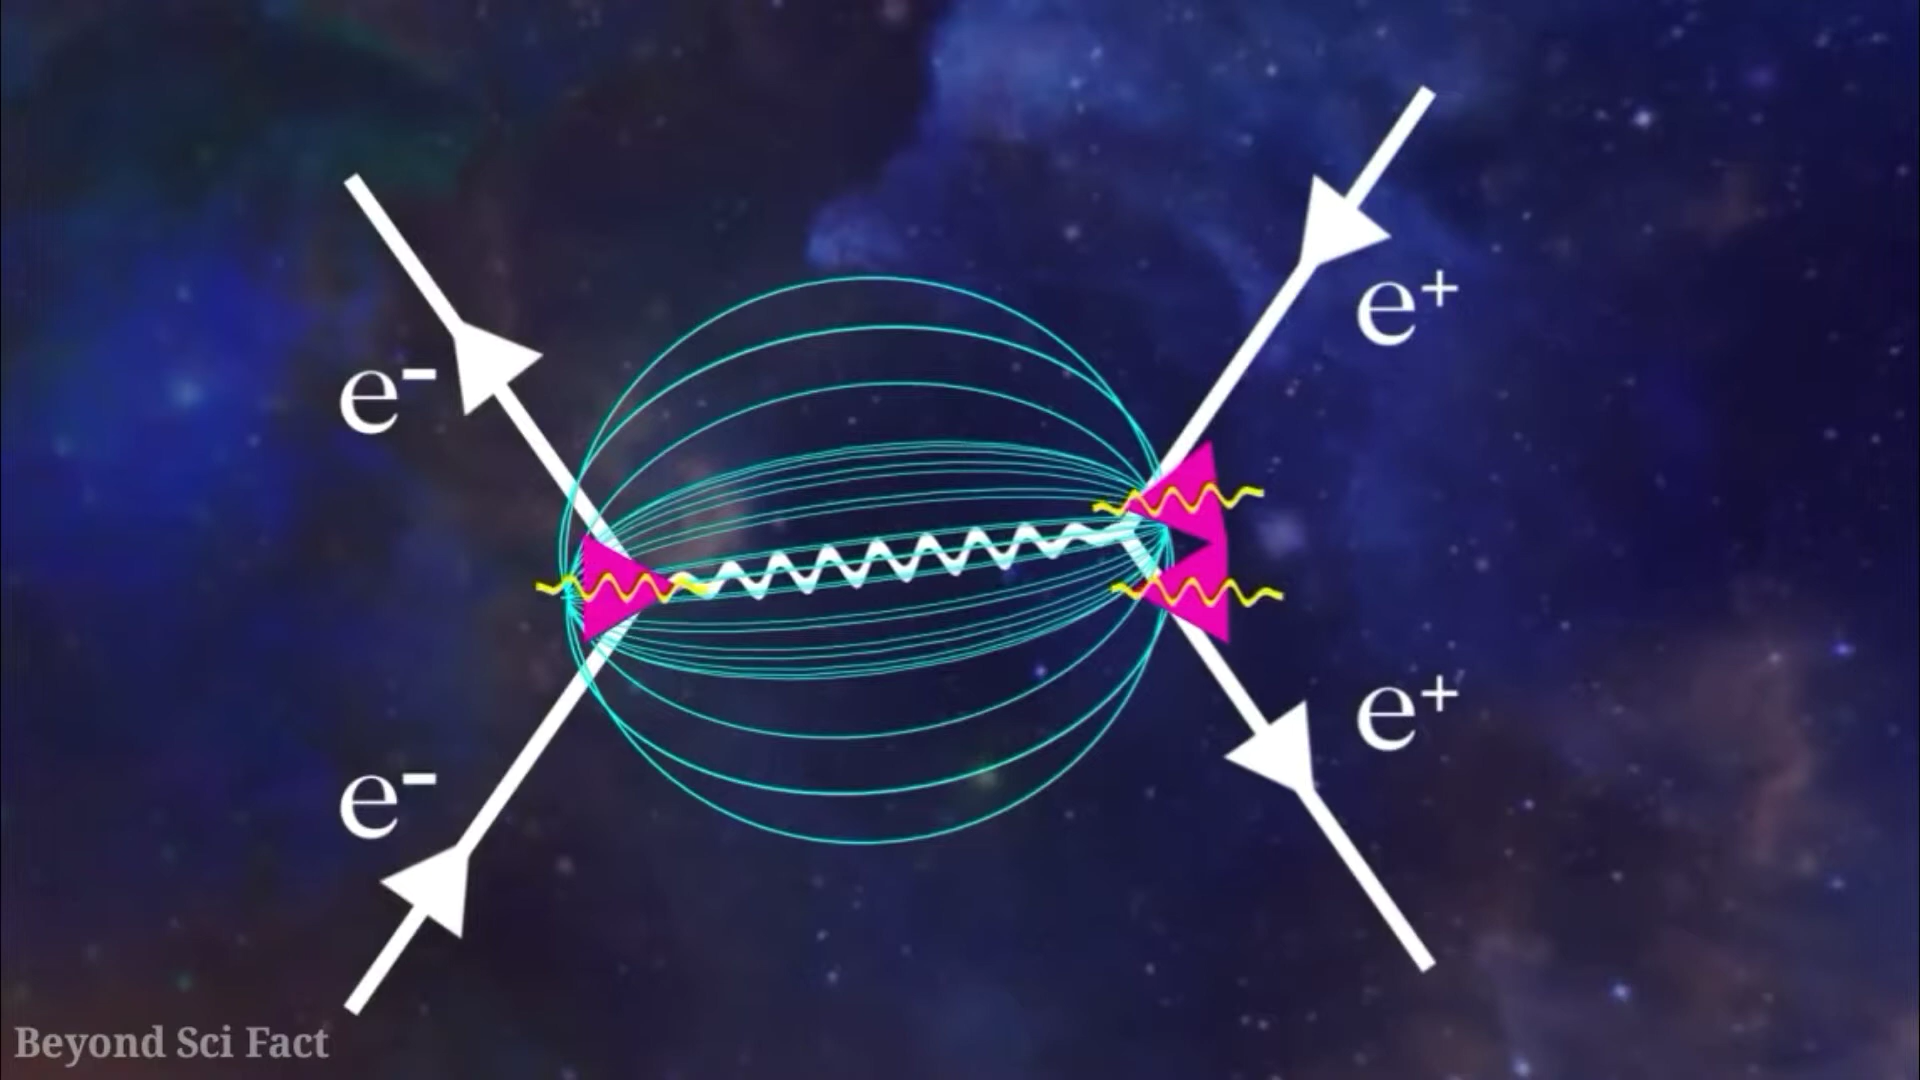 e⁺
e⁻
e⁺
e⁻
Beyond Sci Fact